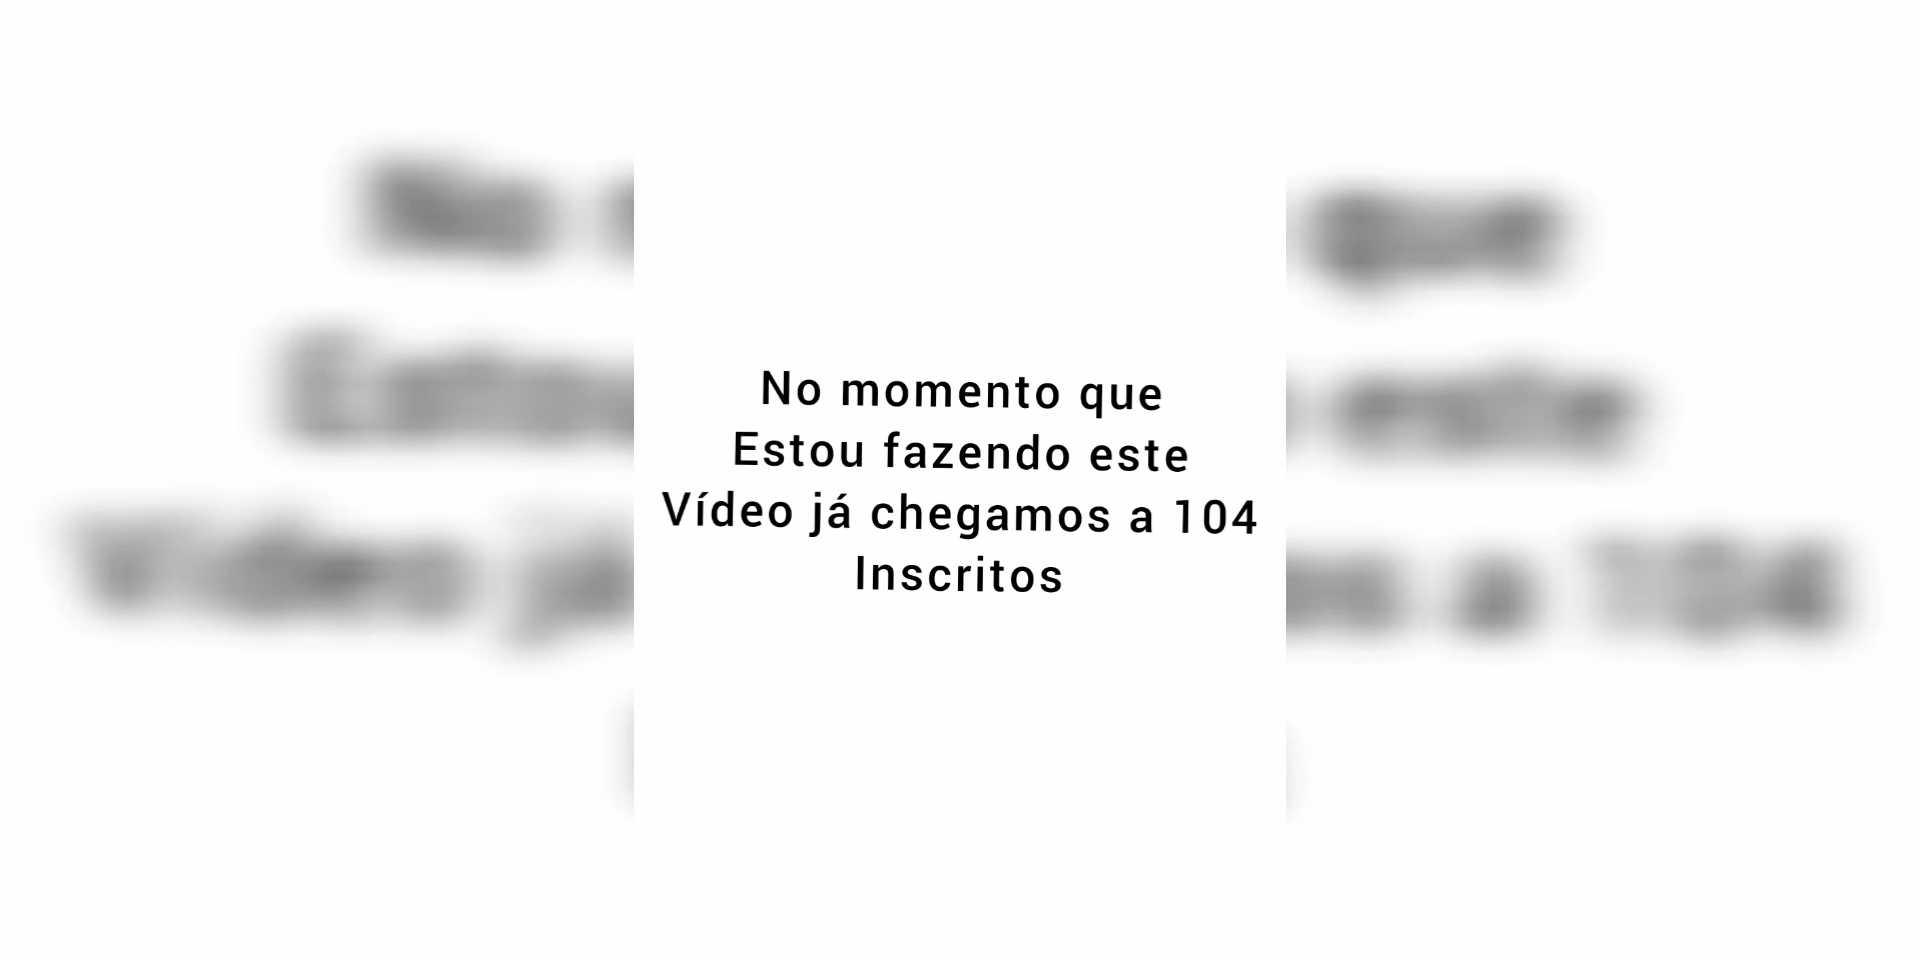 No momento que
Estou fazendo este
Vídeo já chegamos a 104
Inscritos